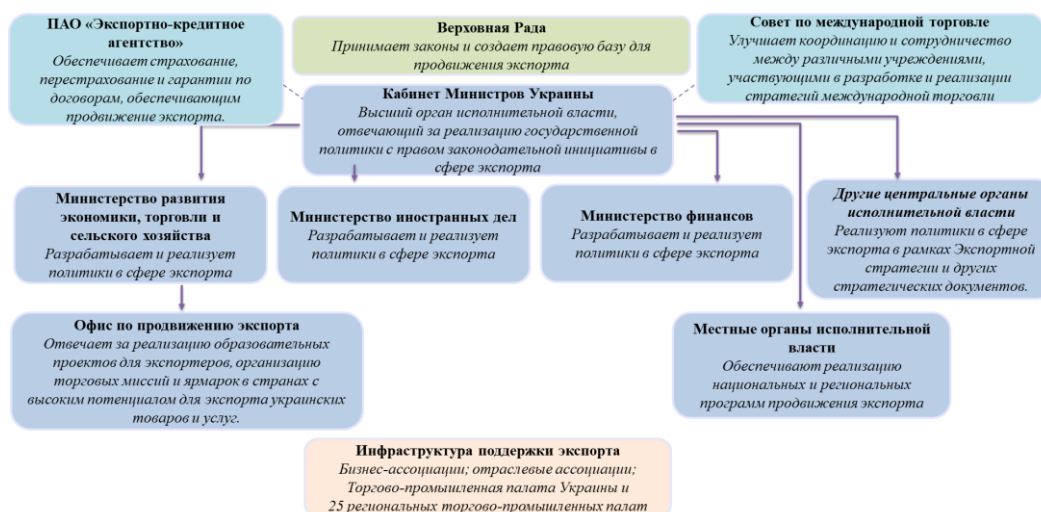 ПАО «Экспортно-кредитное
агентство»
Обеспечивает страхование,
перестрахование и гарантии по
договорам, обеспечивающим
продвижение экспорта.
Верховная Рада
Принимает законы и создает правовую базу для
продвижения экспорта
Совет по международной торговле
Улучшает координацию и сотрудничество
между различными учреждениями,
участвующими в разработке и реализации
стратегий международной торговли
Кабинет Министров Украины
Высший орган исполнительной власти,
отвечающий за реализацию государственной
политики с правом законодательной инициативы в
сфере экспорта
Министерство развития
экономики, торговли и
сельского хозяйства
Разрабатывает и реализует
политики в сфере экспорта
Министерство иностранных дел
Разрабатывает и реализует
политики в сфере экспорта
Министерство финансов
Разрабатывает и реализует
политики в сфере экспорта
Другие центральные органы
исполнительной власти
Реализуют политики в сфере
экспорта в рамках Экспортной
стратегии и других
стратегических документов.
Офис по продвижению экспорта
Отвечает за реализацию образовательных
проектов для экспортеров, организацию
торговых миссий и ярмарок в странах с
высоким потенциалом для экспорта украинских
товаров и услуг.
Местные органы исполнительной
власти
Обеспечивают реализацию
национальных и региональных
программ продвижения экспорта
Инфраструктура поддержки экспорта
Бизнес-ассоциации; отраслевые ассоциации;
Торгово-промышленная палата Украины и
25 региональных торгово-промышленных палат